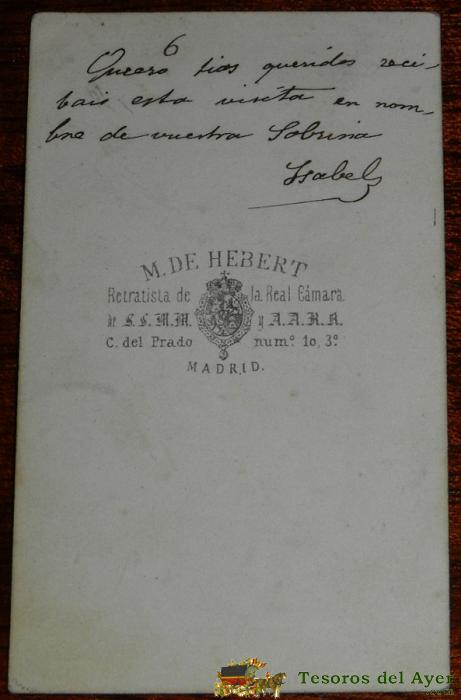 6
Quiero tios queridos reci-
bais esta visita en nom-
bre de vuestra Sobrina
Isabel
M. DE HEBERT
Retratista de la Real Cámara
de S.S.M.M. y A.A.R.R.
C. del Prado num.º 10, 3.º
MADRID.
Tesoros del Ayer